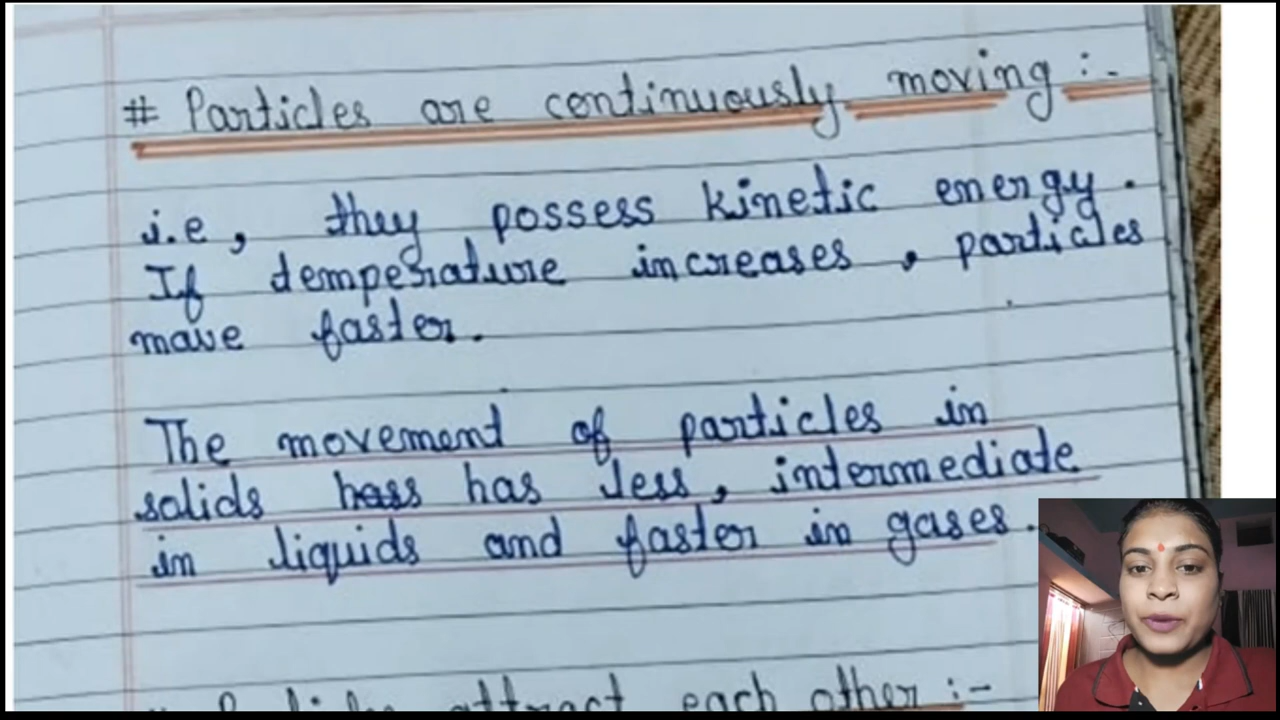 # Particles are continuously moving :-
i.e, they possess kinetic energy.
If temperature increases, particles
move faster.
The movement of particles in
solids hass has less, intermediate
in liquids and faster in gases.
Particles attract each other :-